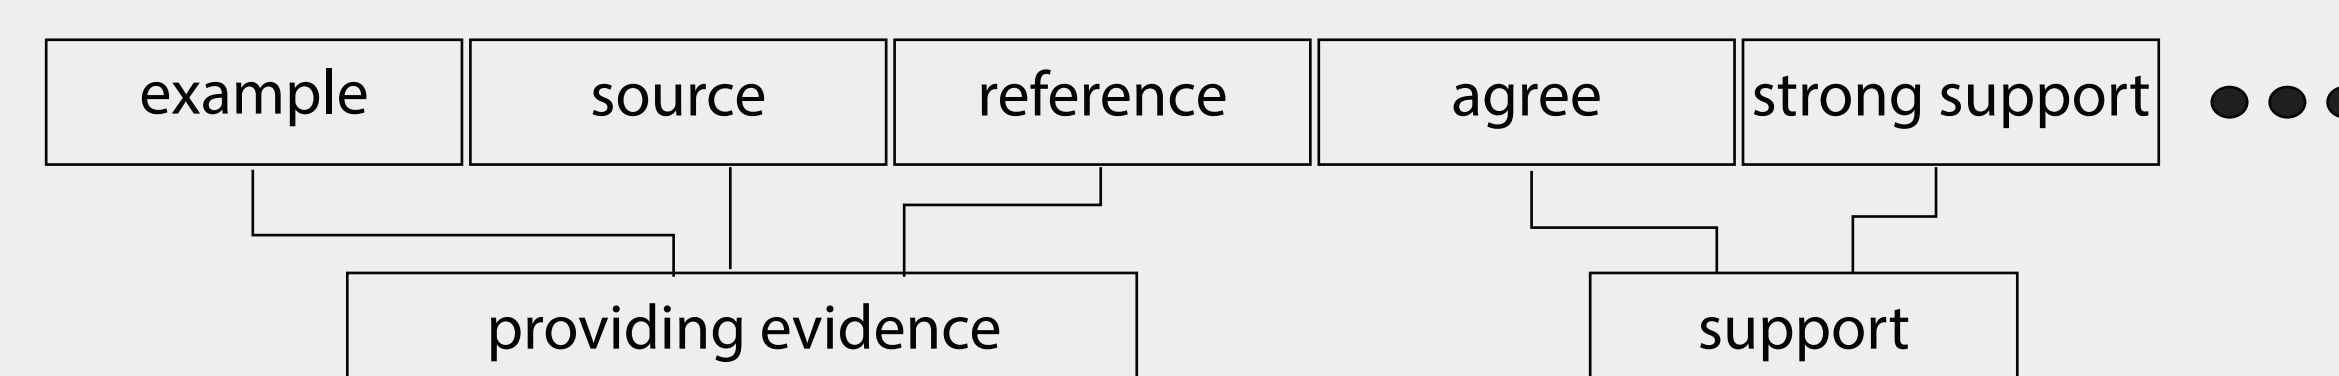 example
source
reference
agree
strong support
providing evidence
support